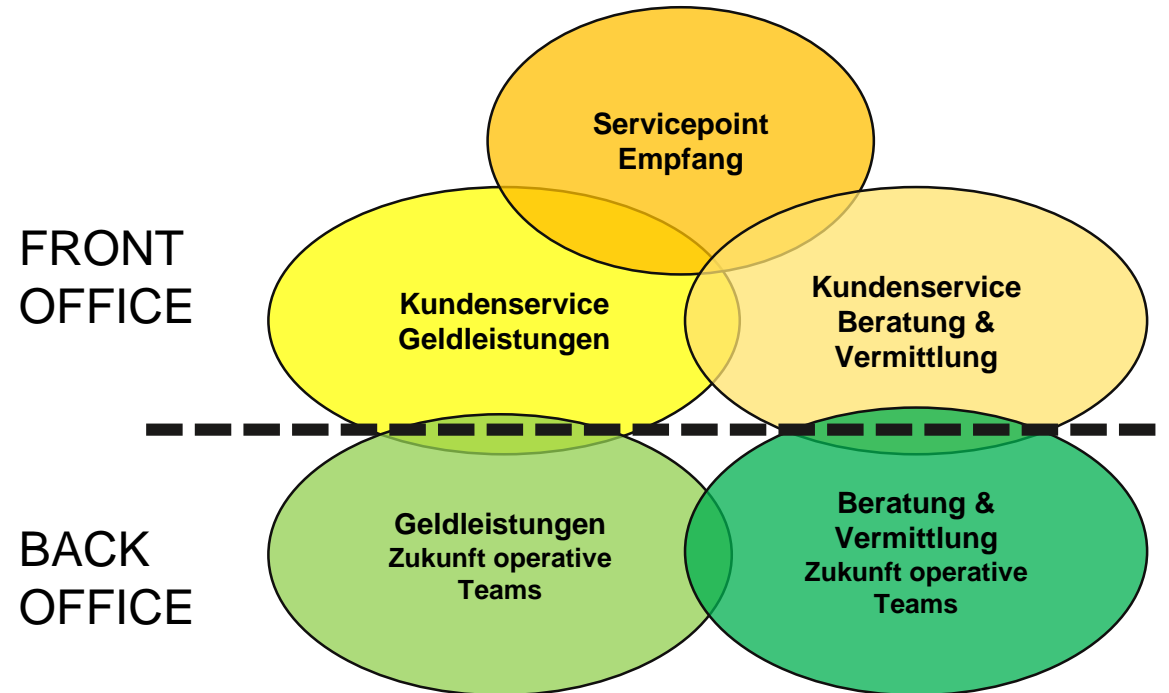 Servicepoint
Empfang
FRONT
OFFICE
Kundenservice
Geldleistungen
Kundenservice
Beratung &
Vermittlung
BACK
OFFICE
Geldleistungen
Zukunft operative
Teams
Beratung &
Vermittlung
Zukunft operative
Teams